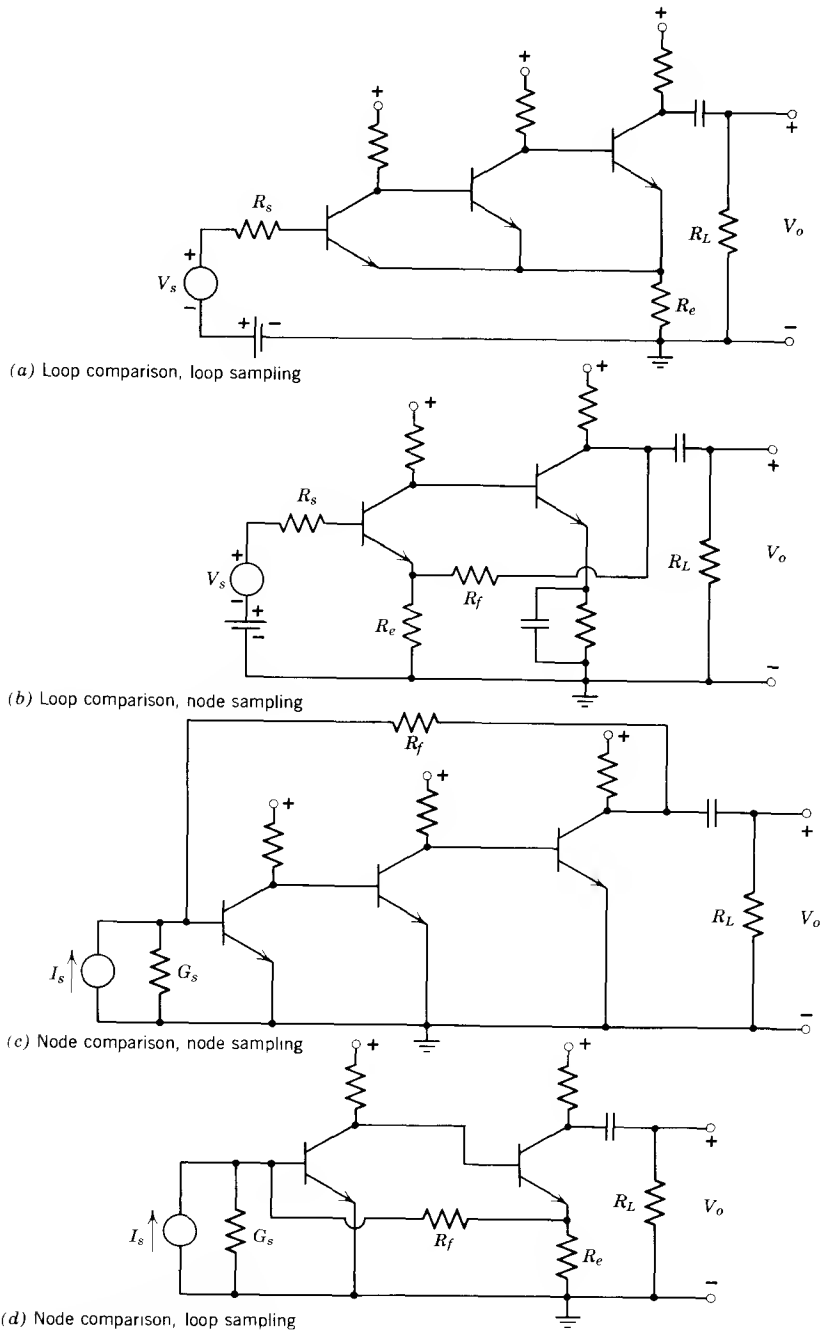 +
+
+
R_s
+
V_s
−
+ −
R_e
R_L
+
V_o
−
(a) Loop comparison, loop sampling
+
+
R_s
+
V_s
−
+
−
R_e
R_f
R_L
+
V_o
−
(b) Loop comparison, node sampling
R_f
+
+
+
I_s
G_s
R_L
+
V_o
−
(c) Node comparison, node sampling
+
+
I_s
G_s
R_f
R_e
R_L
+
V_o
−
(d) Node comparison, loop sampling